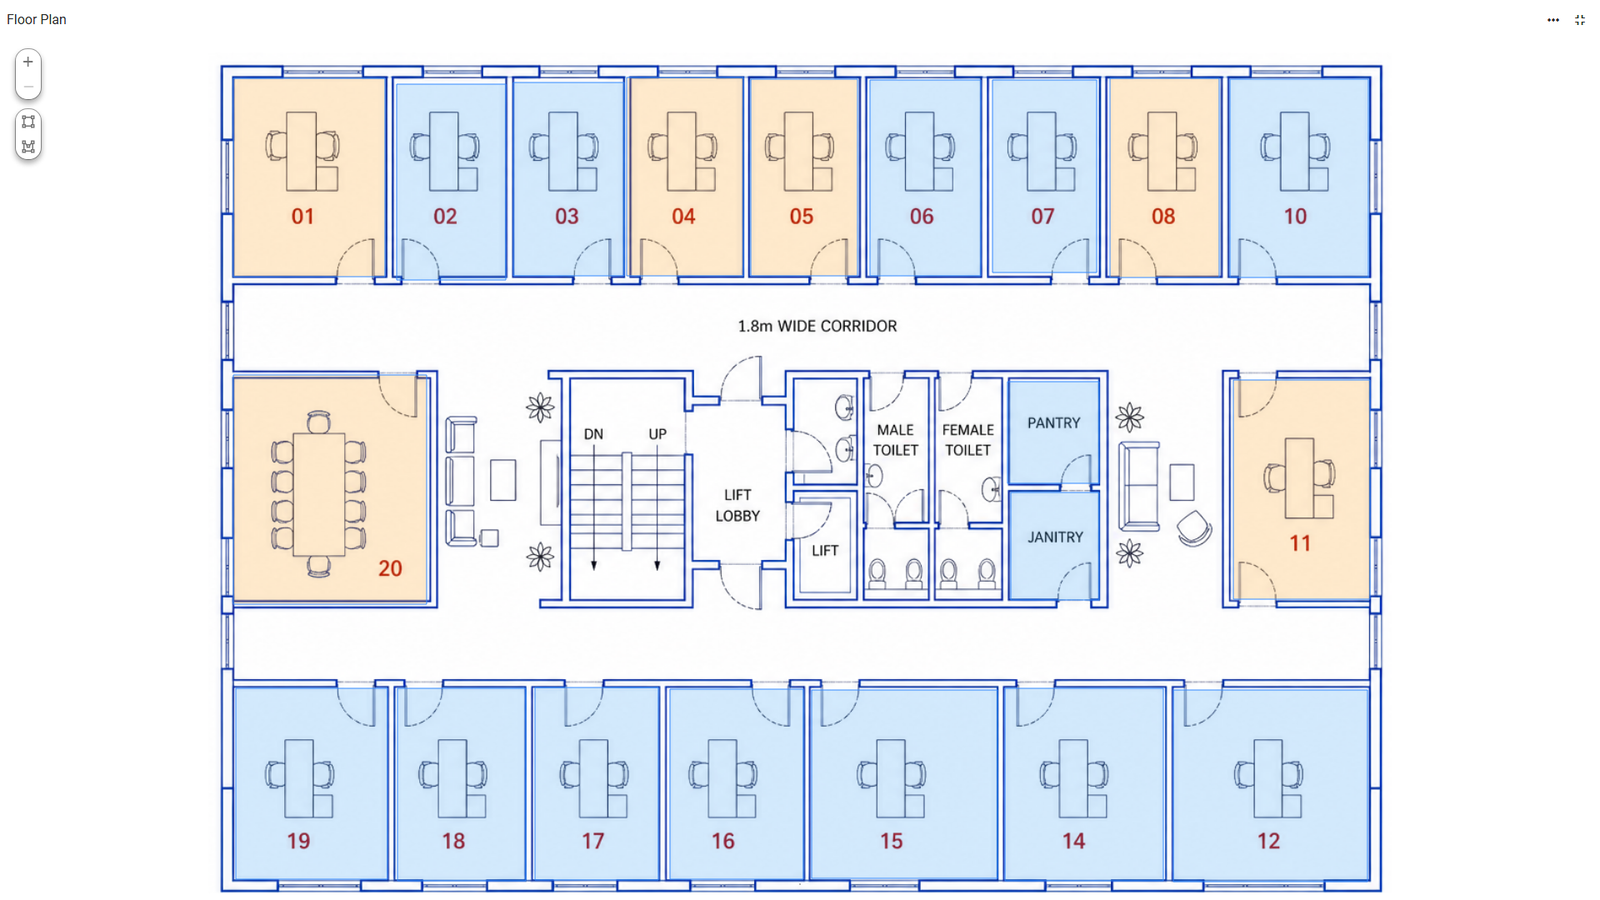 Floor Plan
01
02
03
04
05
06
07
08
10
1.8m WIDE CORRIDOR
DN
UP
MALE
TOILET
FEMALE
TOILET
PANTRY
LIFT
LOBBY
LIFT
JANITRY
11
20
19
18
17
16
15
14
12